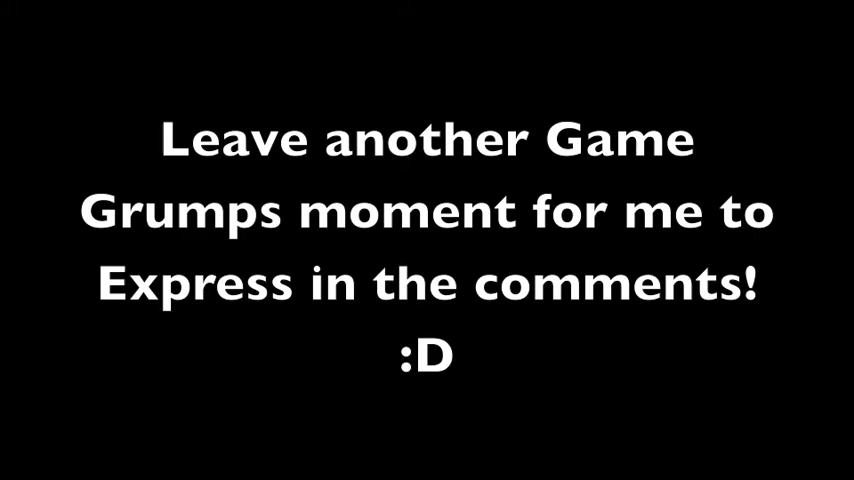 Leave another Game
Grumps moment for me to
Express in the comments!
:D